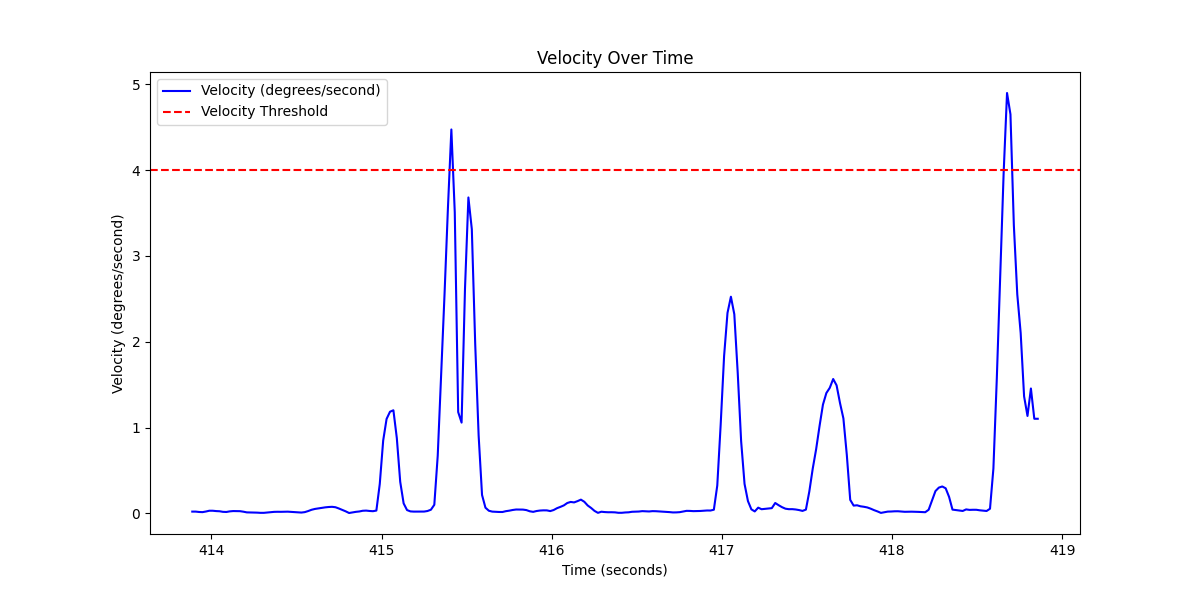 Velocity Over Time
Velocity (degrees/second)
Velocity Threshold
Velocity (degrees/second)
5
4
3
2
1
0
414 415 416 417 418 419
Time (seconds)